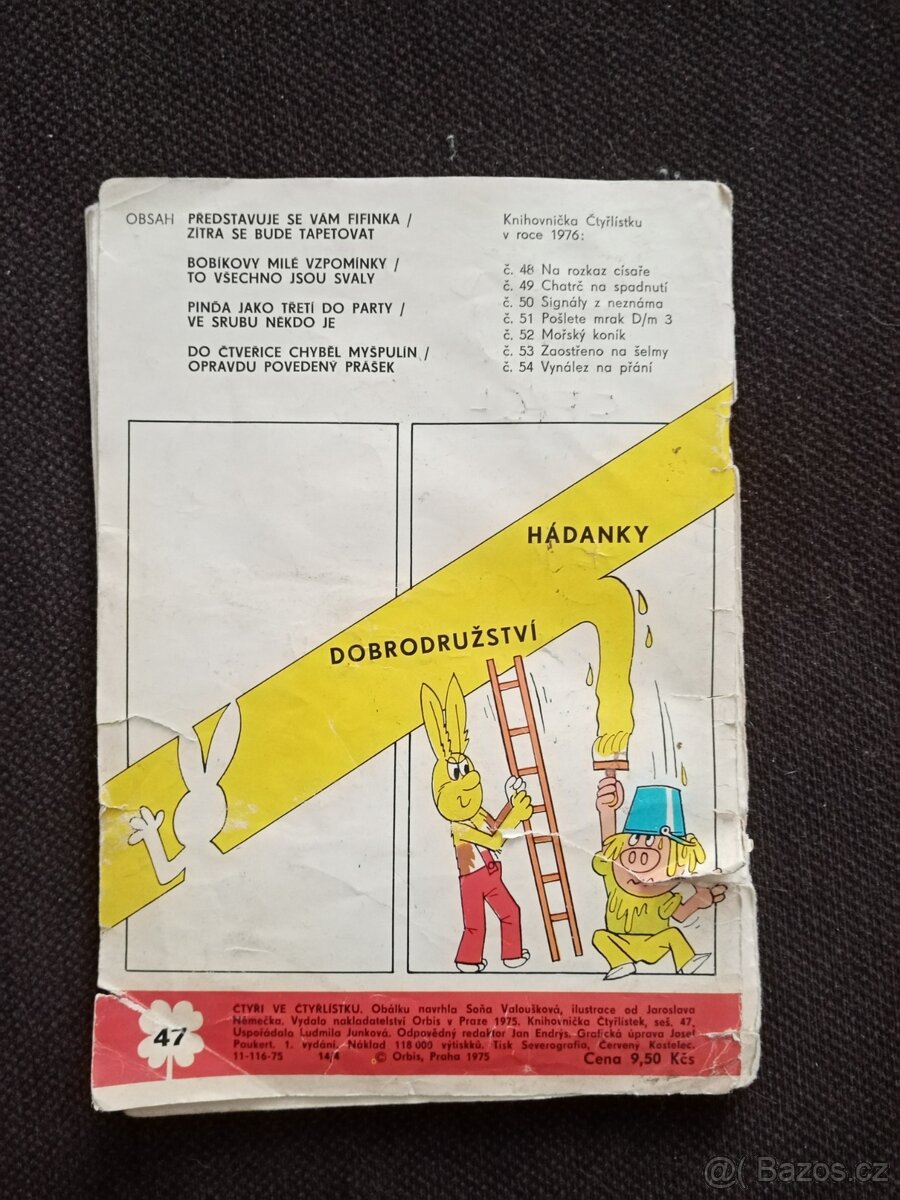 OBSAH PŘEDSTAVUJE SE VÁM FIFINKA /
ZÍTRA SE BUDE TAPETOVAT
BOBÍKOVY MILÉ VZPOMÍNKY /
TO VŠECHNO JSOU SVALY
PINĎA JAKO TŘETÍ DO PARTY /
VE SRUBU NĚKDO JE
DO ČTVEŘICE CHYBĚL MYŠPULÍN /
OPRAVDU POVEDENÝ PRÁŠEK
Knihovnička Čtyřlístku
v roce 1976:
č. 48 Na rozkaz císaře
č. 49 Chatrč na spadnutí
č. 50 Signály z neznáma
č. 51 Pošlete mrak D/m 3
č. 52 Mořský koník
č. 53 Zaostřeno na šelmy
č. 54 Vynález na přání
HÁDANKY
DOBRODRUŽSTVÍ
47
ČTYŘI VE ČTYŘLÍSTKU. Obálku navrhla Soňa Valoušková, ilustrace od Jaroslava
Němečka. Vydalo nakladatelství Orbis v Praze 1975. Knihovnička Čtyřlístek, seš. 47.
Uspořádala Ludmila Junková. Odpovědný redaktor Jan Endrýs. Grafická úprava Josef
Paukert. 1. vydání. Náklad 118 000 výtisků. Tisk Severografia, Červený Kostelec.
11-116-75 14/4 © Orbis, Praha 1975 Cena 9,50 Kčs
@( Bazos.cz